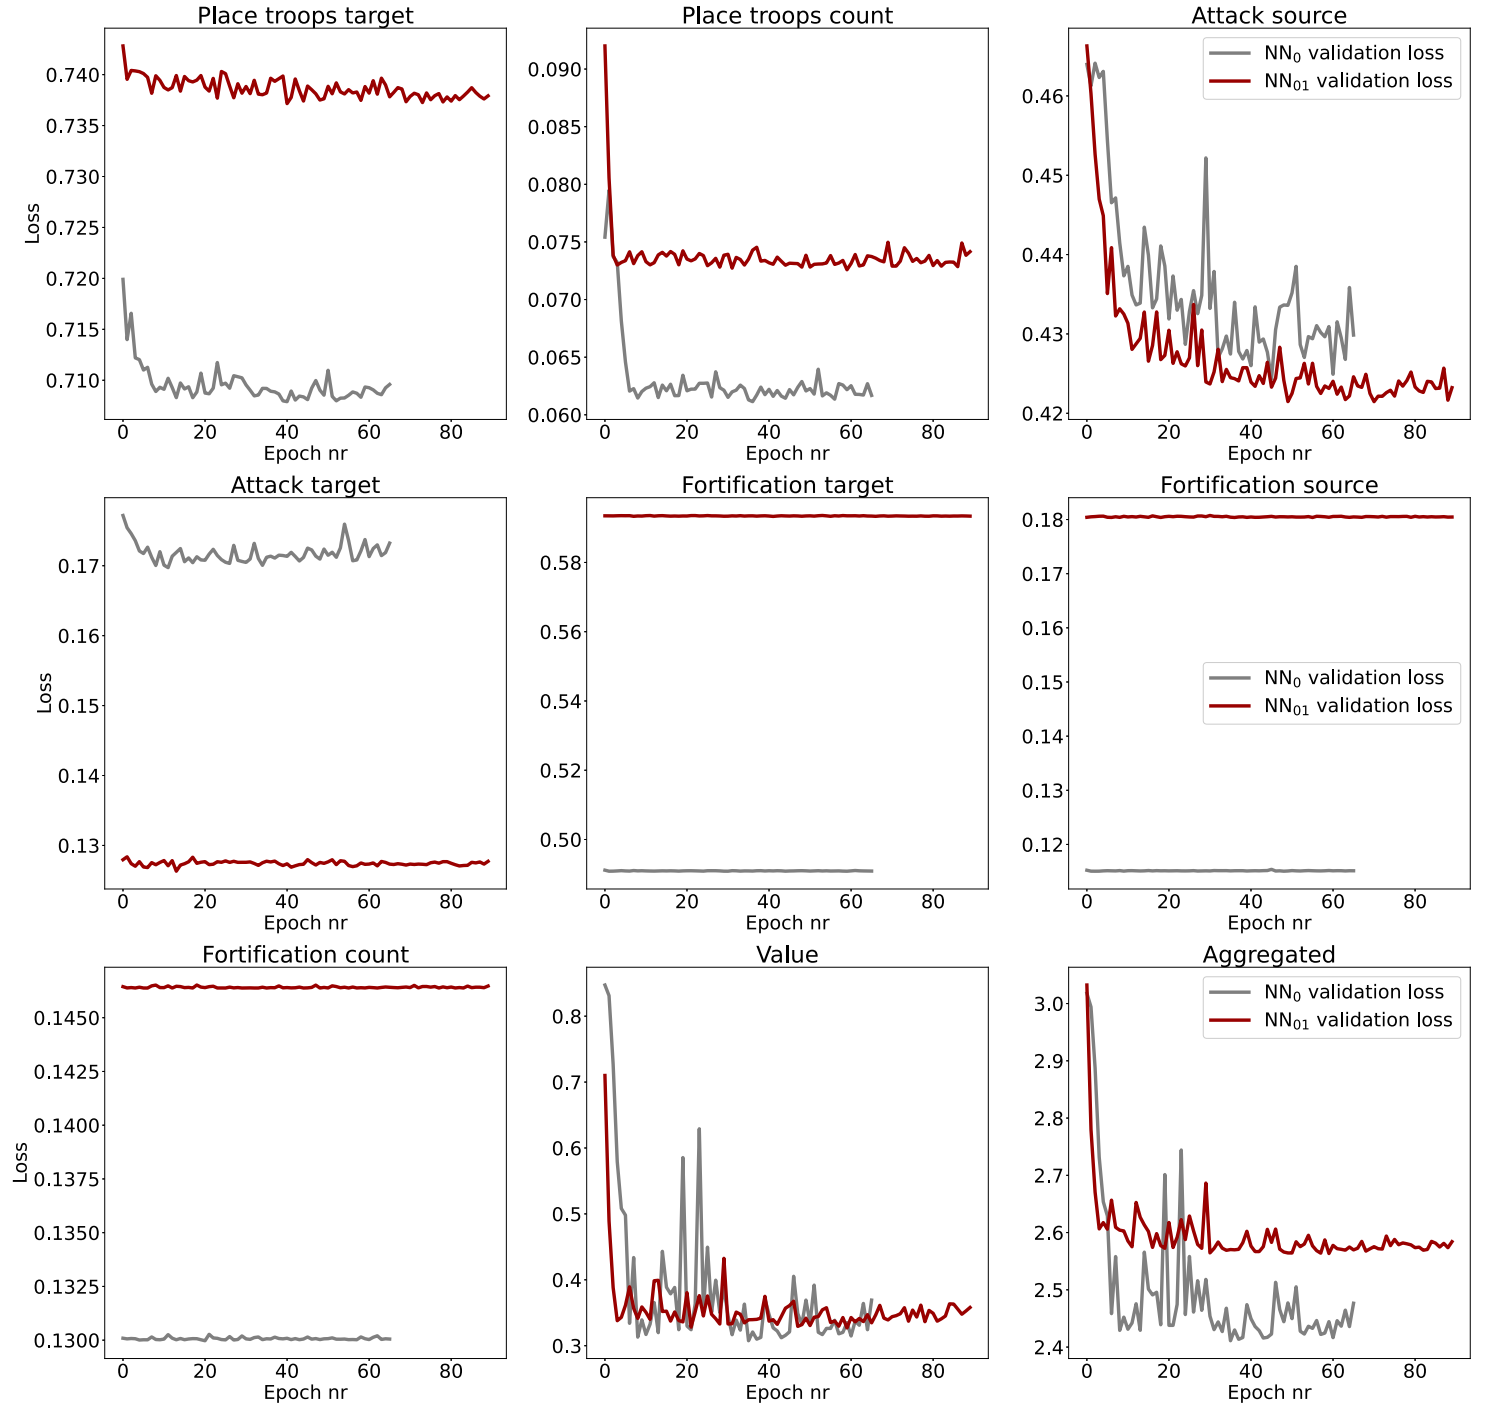 Place troops target
0.740
0.735
0.730
0.725
0.720
0.715
0.710
Loss
0 20 40 60 80
Epoch nr
Place troops count
0.090
0.085
0.080
0.075
0.070
0.065
0.060
0 20 40 60 80
Epoch nr
Attack source
NN₀ validation loss
NN₀₁ validation loss
0.46
0.45
0.44
0.43
0.42
0 20 40 60 80
Epoch nr
Attack target
0.17
0.16
0.15
0.14
0.13
Loss
0 20 40 60 80
Epoch nr
Fortification target
0.58
0.56
0.54
0.52
0.50
0 20 40 60 80
Epoch nr
Fortification source
0.18
0.17
0.16
0.15
0.14
0.13
0.12
NN₀ validation loss
NN₀₁ validation loss
0 20 40 60 80
Epoch nr
Fortification count
0.1450
0.1425
0.1400
0.1375
0.1350
0.1325
0.1300
Loss
0 20 40 60 80
Epoch nr
Value
0.8
0.7
0.6
0.5
0.4
0.3
0 20 40 60 80
Epoch nr
Aggregated
NN₀ validation loss
NN₀₁ validation loss
3.0
2.9
2.8
2.7
2.6
2.5
2.4
0 20 40 60 80
Epoch nr